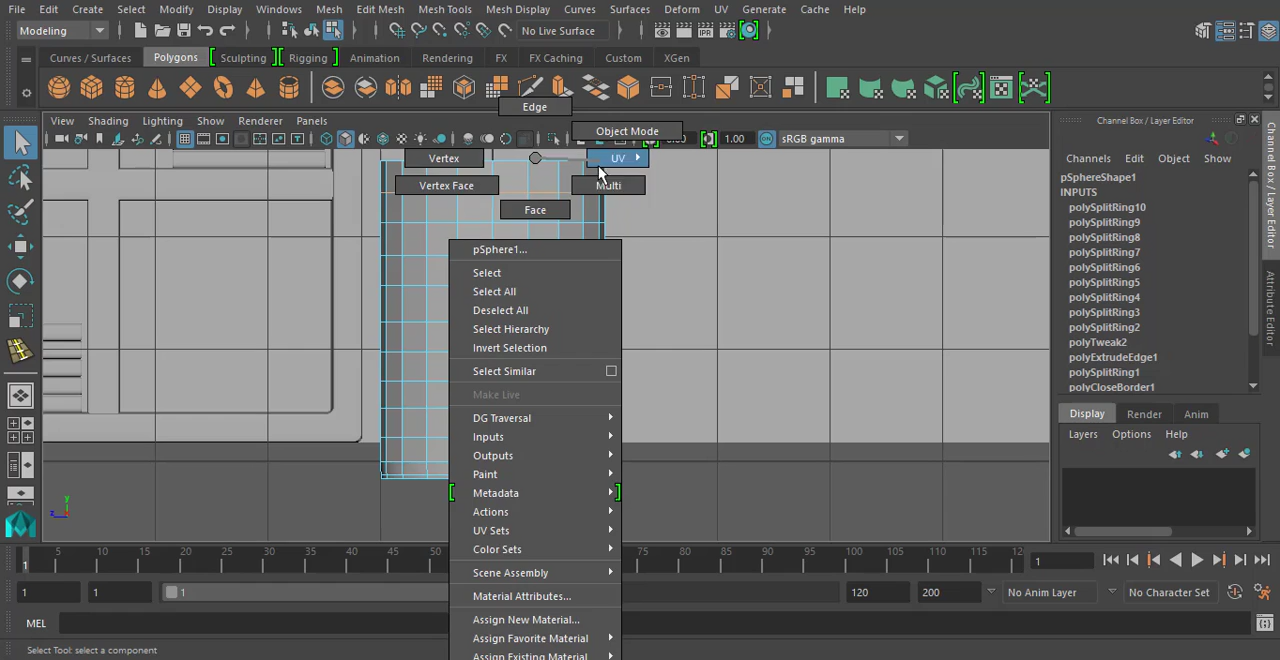 File Edit Create Select Modify Display Windows Mesh Edit Mesh Mesh Tools Mesh Display Curves Surfaces Deform UV Generate Cache Help
Modeling No Live Surface
Curves / Surfaces Polygons Sculpting Rigging Animation Rendering FX FX Caching Custom XGen
Edge
View Shading Lighting Show Renderer Panels
Channel Box / Layer Editor
Object Mode
1.00 sRGB gamma
Vertex UV
Channels Edit Object Show
pSphereShape1
INPUTS
Vertex Face Multi
Face
polySplitRing10
polySplitRing9
polySplitRing8
polySplitRing7
polySplitRing6
polySplitRing5
polySplitRing4
polySplitRing3
polySplitRing2
polyTweak2
polyExtrudeEdge1
polySplitRing1
polyCloseBorder1
Channel Box / Layer Editor
Attribute Editor
pSphere1...
Select
Select All
Deselect All
Select Hierarchy
Invert Selection
Select Similar
Make Live
DG Traversal
Inputs
Outputs
Paint
Metadata
Actions
UV Sets
Color Sets
Scene Assembly
Material Attributes...
Assign New Material...
Assign Favorite Material
Assign Existing Material
Display Render Anim
Layers Options Help
y
z
5 10 15 20 25 30 35 40 45 50 75 80 85 90 95 100 105 110 115 12
1 1
1 1 1 120 200 No Anim Layer No Character Set
MEL
Select Tool: select a component